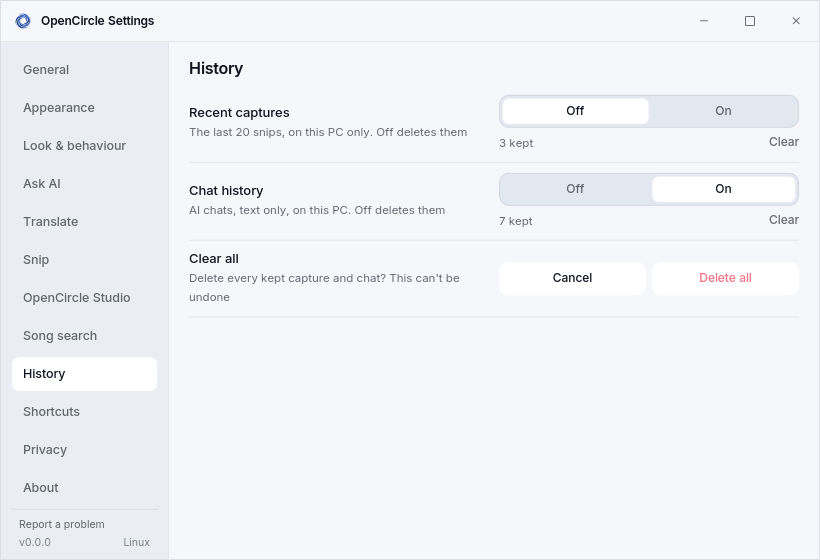 OpenCircle Settings
General
Appearance
Look & behaviour
Ask AI
Translate
Snip
OpenCircle Studio
Song search
History
Shortcuts
Privacy
About
Report a problem
v0.0.0 Linux
History
Recent captures
The last 20 snips, on this PC only. Off deletes them
Off On
3 kept Clear
Chat history
AI chats, text only, on this PC. Off deletes them
Off On
7 kept Clear
Clear all
Delete every kept capture and chat? This can't be
undone
Cancel Delete all